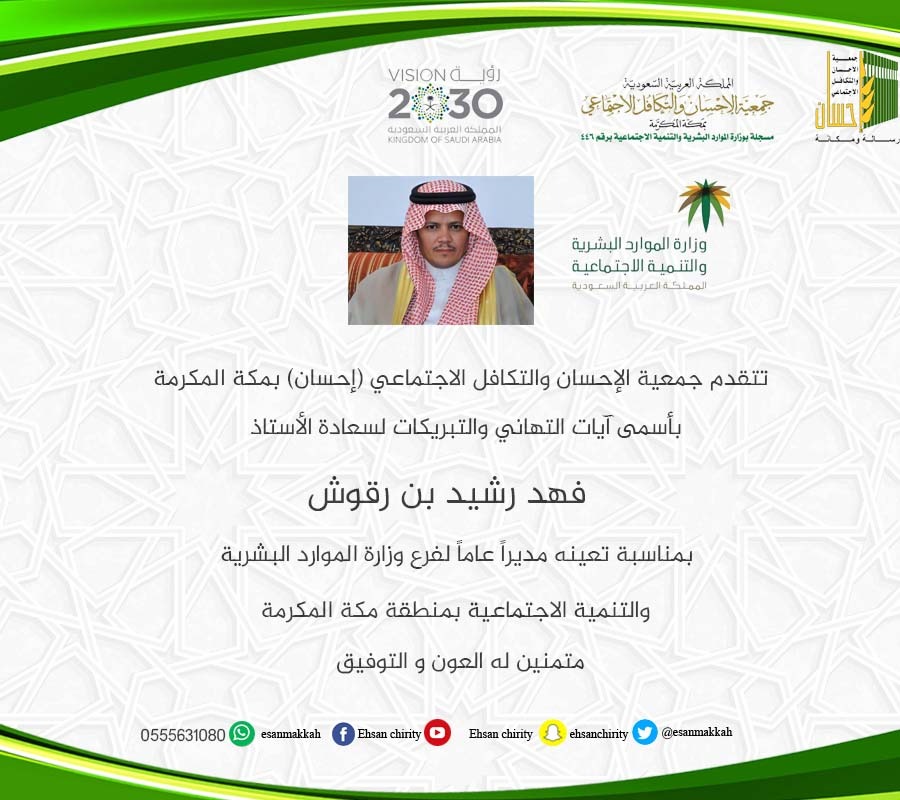 VISION رؤيــة
2030
المملكة العربية السعودية
KINGDOM OF SAUDI ARABIA
المملكة العربية السعودية
جمعية الإحسان والتكافل الاجتماعي
بمكة المكرمة
مسجلة بوزارة الموارد البشرية والتنمية الاجتماعية برقم ٤٤٦
جمعية
الاحسان
والتكافل
الاجتماعي
إحسان
رسالة ومكانة
وزارة الموارد البشرية
والتنمية الاجتماعية
المملكة العربية السعودية
تتقدم جمعية الإحسان والتكافل الاجتماعي (إحسان) بمكة المكرمة
بأسمى آيات التهاني والتبريكات لسعادة الأستاذ
فهد رشيد بن رقوش
بمناسبة تعينه مديراً عاماً لفرع وزارة الموارد البشرية
والتنمية الاجتماعية بمنطقة مكة المكرمة
متمنين له العون و التوفيق
0555631080 esanmakkah Ehsan chirity Ehsan chirity ehsanchirity @esanmakkah